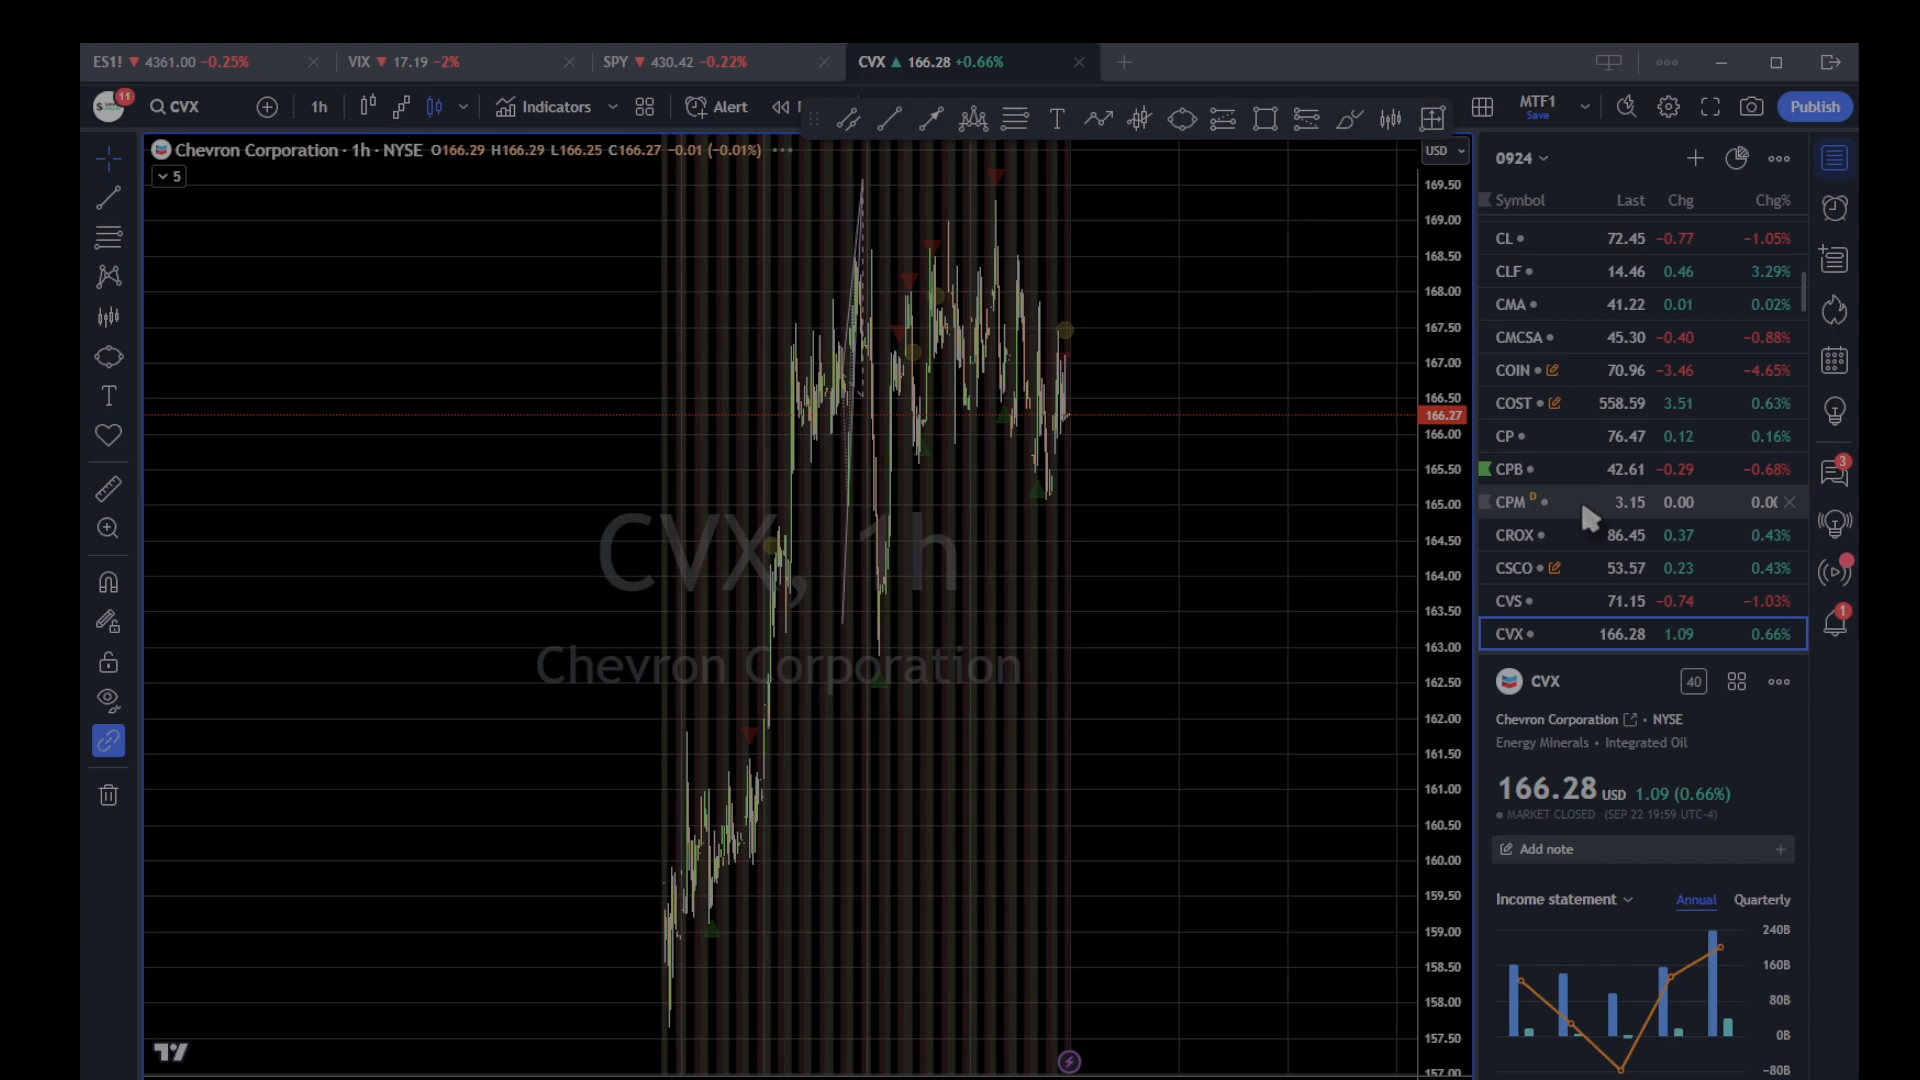 ES1! 4361.00 −0.25%
VIX 17.19 −2%
SPY 430.42 −0.22%
CVX 166.28 +0.66%
11
CVX
1h
Indicators
Alert
MTF1
Save
Publish
Chevron Corporation · 1h · NYSE O166.29 H166.29 L166.25 C166.27 −0.01 (−0.01%)
5
CVX, 1h
Chevron Corporation
USD
169.50
169.00
168.50
168.00
167.50
167.00
166.50
166.27
166.00
165.50
165.00
164.50
164.00
163.50
163.00
162.50
162.00
161.50
161.00
160.50
160.00
159.50
159.00
158.50
158.00
157.50
157.00
0924
Symbol Last Chg Chg%
CL 72.45 −0.77 −1.05%
CLF 14.46 0.46 3.29%
CMA 41.22 0.01 0.02%
CMCSA 45.30 −0.40 −0.88%
COIN 70.96 −3.46 −4.65%
COST 558.59 3.51 0.63%
CP 76.47 0.12 0.16%
CPB 42.61 −0.29 −0.68%
CPM D 3.15 0.00
CROX 86.45 0.37 0.43%
CSCO 53.57 0.23 0.43%
CVS 71.15 −0.74 −1.03%
CVX 166.28 1.09 0.66%
CVX
40
Chevron Corporation • NYSE
Energy Minerals • Integrated Oil
166.28 USD 1.09 (0.66%)
MARKET CLOSED (SEP 22 19:59 UTC-4)
Add note
Income statement Annual Quarterly
240B
160B
80B
0B
−80B
3
1